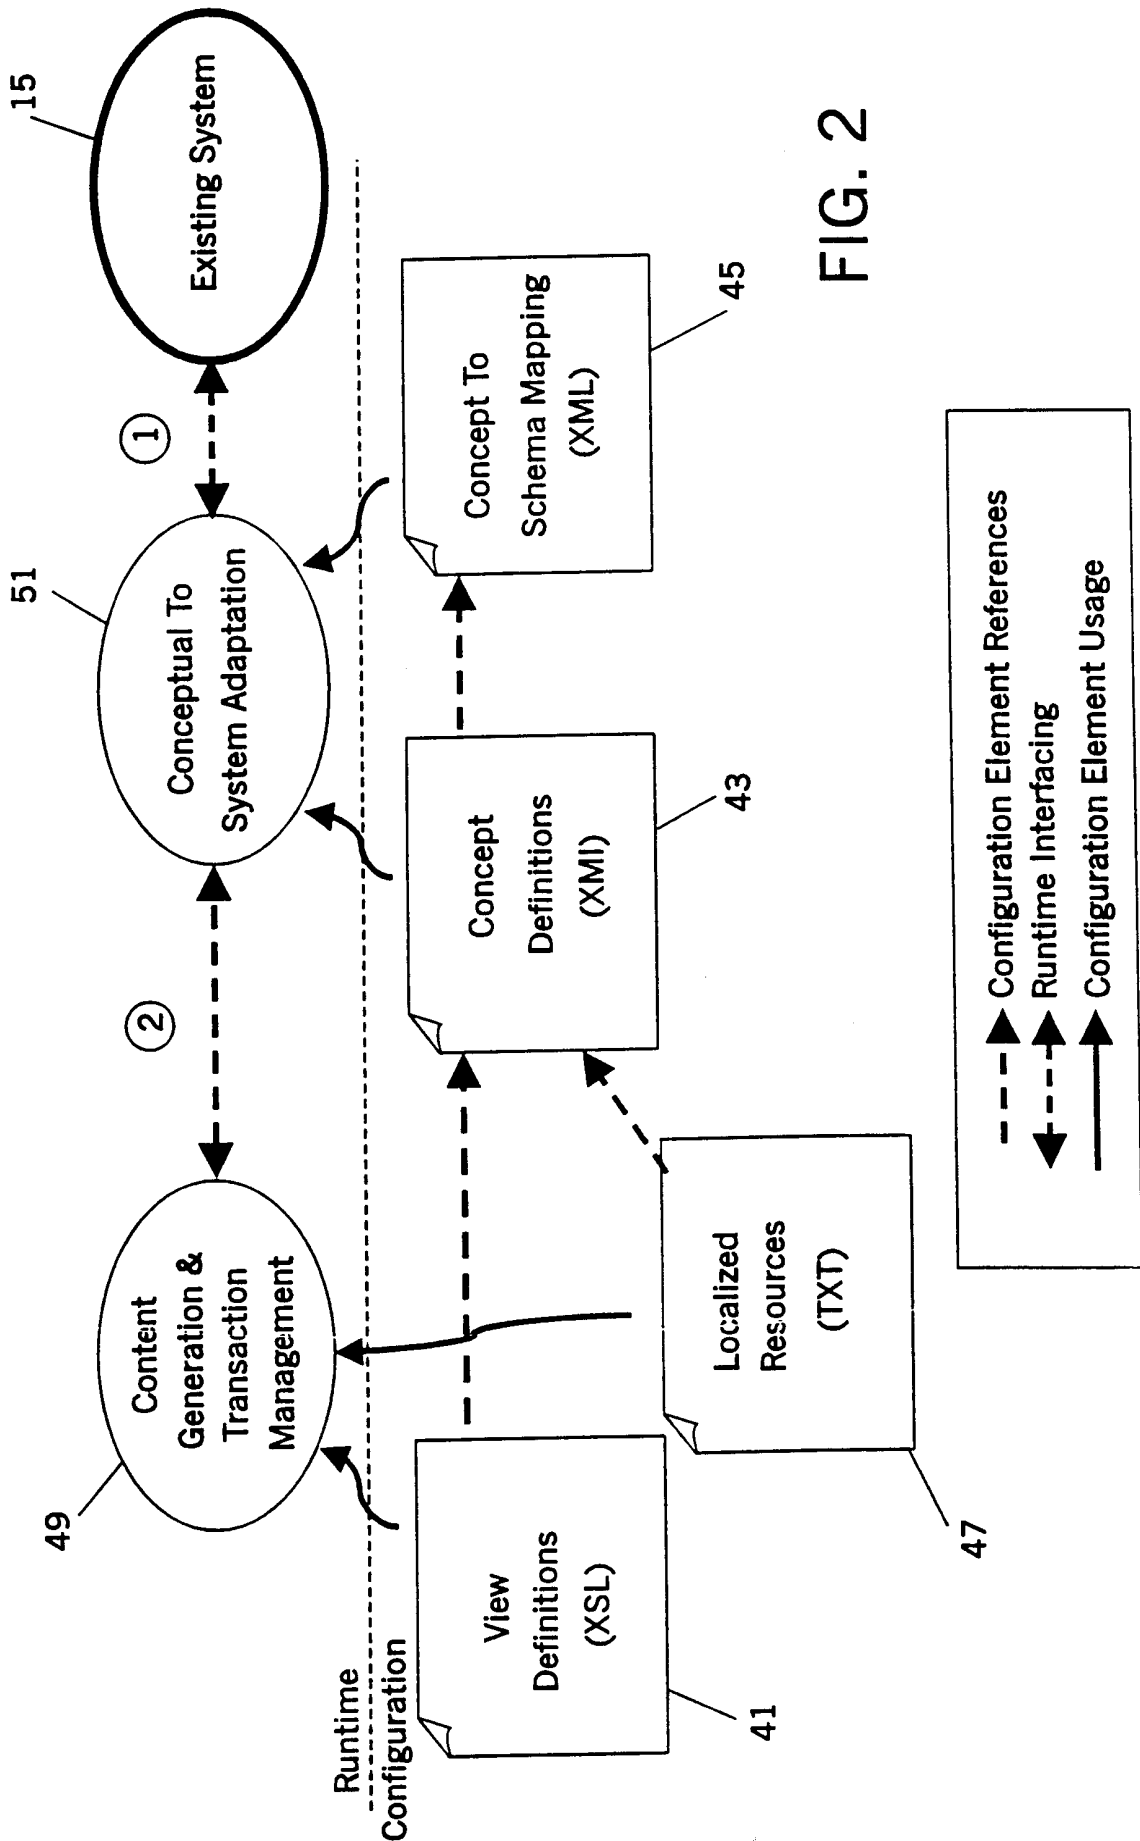 49
51
15
Content
Generation &
Transaction
Management
2
Conceptual To
System Adaptation
1
Existing System
Runtime
Configuration
View
Definitions
(XSL)
41
Concept
Definitions
(XMI)
43
Concept To
Schema Mapping
(XML)
45
Localized
Resources
(TXT)
47
Configuration Element References
Runtime Interfacing
Configuration Element Usage
FIG. 2